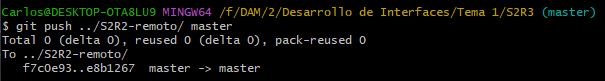 Carlos@DESKTOP-OTA8LU9 MINGW64 /f/DAM/2/Desarrollo de Interfaces/Tema 1/S2R3 (master)
$ git push ../S2R2-remoto/ master
Total 0 (delta 0), reused 0 (delta 0), pack-reused 0
To ../S2R2-remoto/
   f7c0e93..e8b1267  master -> master